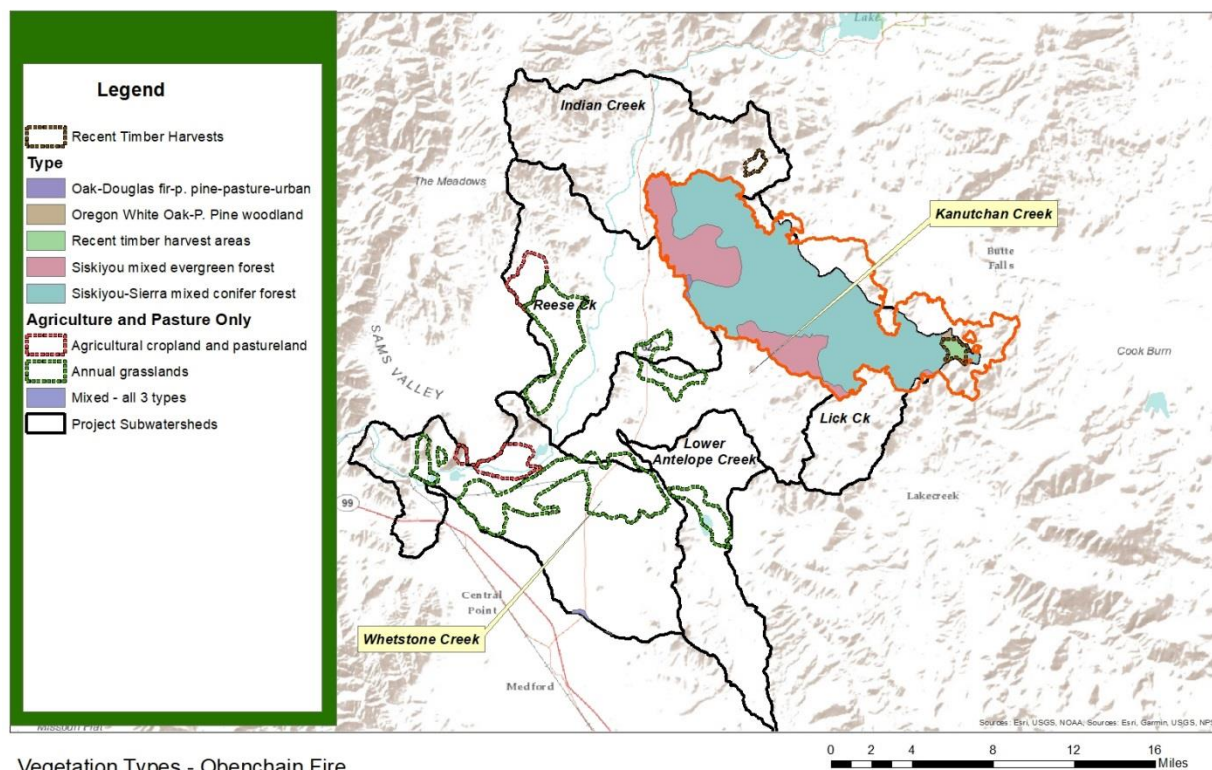 Legend
Recent Timber Harvests
Type
Oak-Douglas fir-p. pine-pasture-urban
Oregon White Oak-P. Pine woodland
Recent timber harvest areas
Siskiyou mixed evergreen forest
Siskiyou-Sierra mixed conifer forest
Agriculture and Pasture Only
Agricultural cropland and pastureland
Annual grasslands
Mixed - all 3 types
Project Subwatersheds
Lake
Indian Creek
The Meadows
Kanutchan Creek
Butte
Falls
Reese Ck
SAMS VALLEY
Cook Burn
Lick Ck
Lower
Antelope Creek
Lakecreek
99
Central
Point
Whetstone Creek
Medford
Sources: Esri, USGS, NOAA; Sources: Esri, Garmin, USGS, NPS
0 2 4 8 12 16
Miles
Vegetation Types - Obenchain Fire